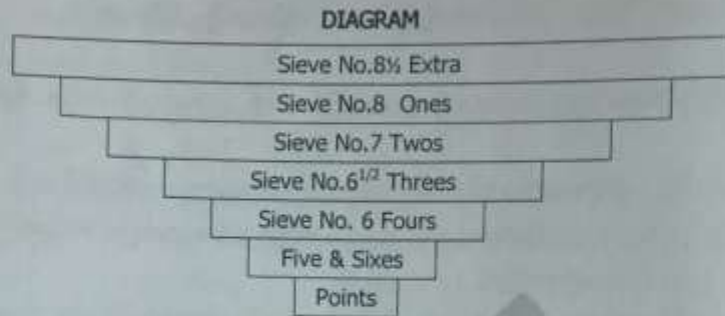 DIAGRAM
Sieve No.8½ Extra
Sieve No.8 Ones
Sieve No.7 Twos
Sieve No.6^1/2 Threes
Sieve No. 6 Fours
Five & Sixes
Points